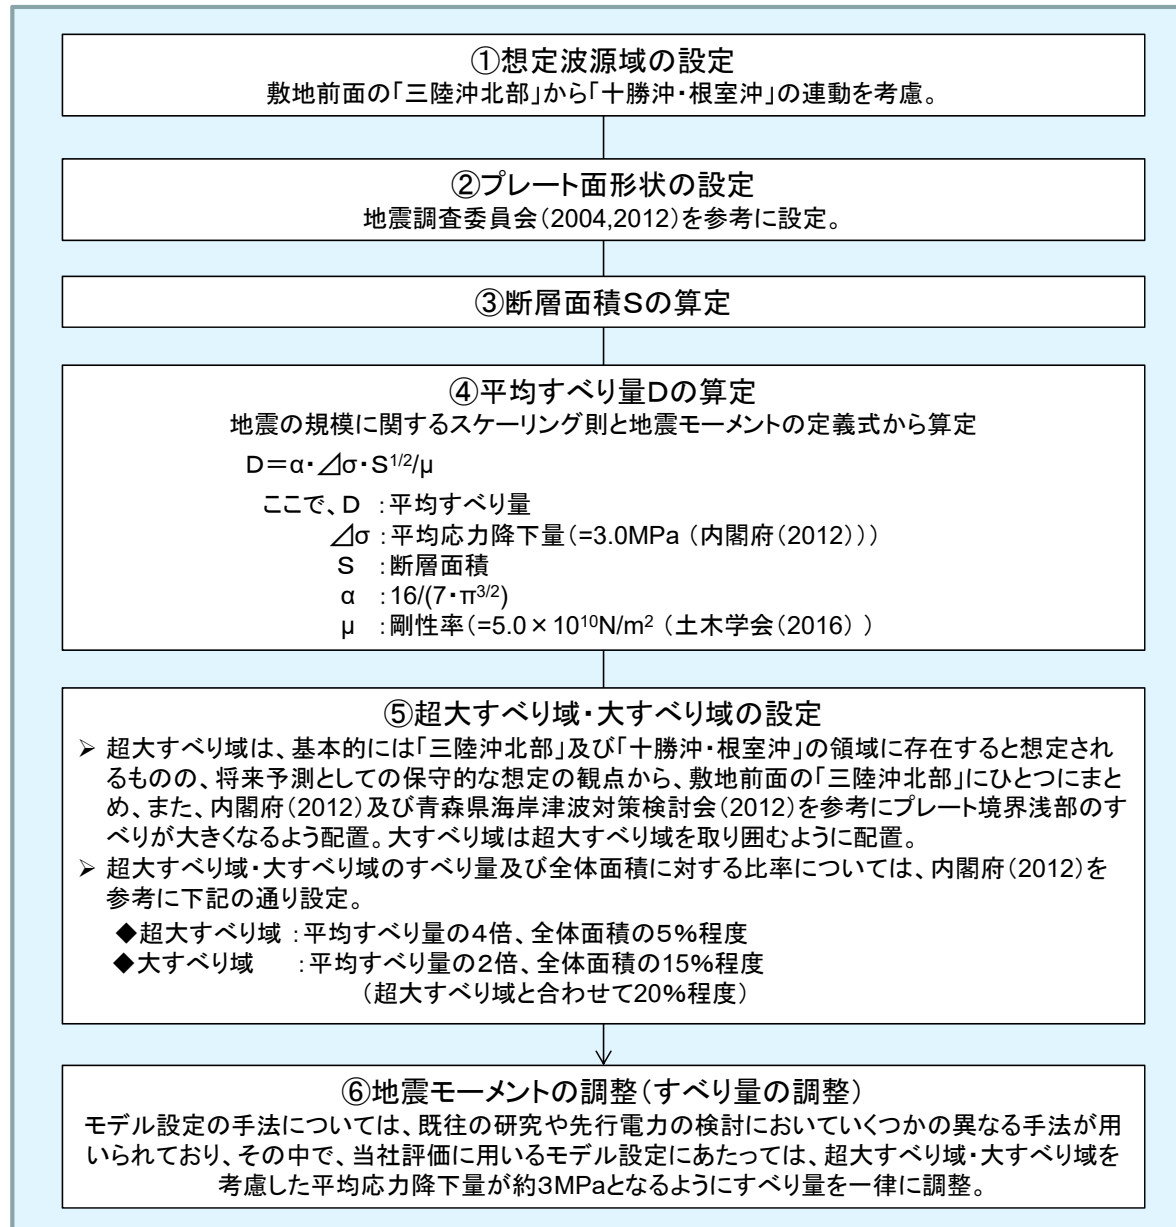 ①想定波源域の設定
敷地前面の「三陸沖北部」から「十勝沖・根室沖」の連動を考慮。
②プレート面形状の設定
地震調査委員会(2004,2012)を参考に設定。
③断層面積Sの算定
④平均すべり量Dの算定
地震の規模に関するスケーリング則と地震モーメントの定義式から算定
D=α・⊿σ・S1/2/μ
ここで、D :平均すべり量
⊿σ :平均応力降下量(=3.0MPa (内閣府(2012)))
S :断層面積
α :16/(7・π3/2)
μ :剛性率(=5.0×1010N/m2 (土木学会(2016) )
⑤超大すべり域・大すべり域の設定
➢ 超大すべり域は、基本的には「三陸沖北部」及び「十勝沖・根室沖」の領域に存在すると想定され
るものの、将来予測としての保守的な想定の観点から、敷地前面の「三陸沖北部」にひとつにまと
め、また、内閣府(2012)及び青森県海岸津波対策検討会(2012)を参考にプレート境界浅部のす
べりが大きくなるよう配置。大すべり域は超大すべり域を取り囲むように配置。
➢ 超大すべり域・大すべり域のすべり量及び全体面積に対する比率については、内閣府(2012)を
参考に下記の通り設定。
◆超大すべり域 :平均すべり量の4倍、全体面積の5%程度
◆大すべり域 :平均すべり量の2倍、全体面積の15%程度
(超大すべり域と合わせて20%程度)
⑥地震モーメントの調整(すべり量の調整)
モデル設定の手法については、既往の研究や先行電力の検討においていくつかの異なる手法が用
いられており、その中で、当社評価に用いるモデル設定にあたっては、超大すべり域・大すべり域を
考慮した平均応力降下量が約3MPaとなるようにすべり量を一律に調整。